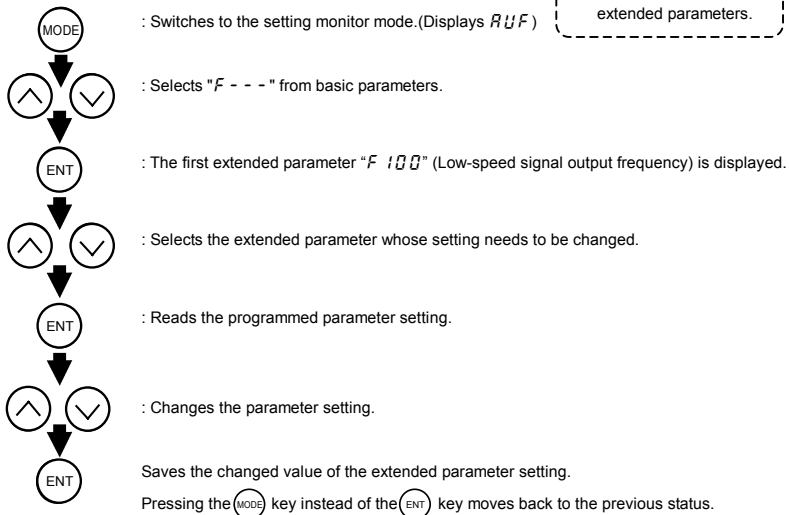 extended parameters.
MODE : Switches to the setting monitor mode.(Displays AUF)
: Selects "F - - -" from basic parameters.
ENT : The first extended parameter “F 100” (Low-speed signal output frequency) is displayed.
: Selects the extended parameter whose setting needs to be changed.
ENT : Reads the programmed parameter setting.
: Changes the parameter setting.
ENT Saves the changed value of the extended parameter setting.
Pressing the MODE key instead of the ENT key moves back to the previous status.